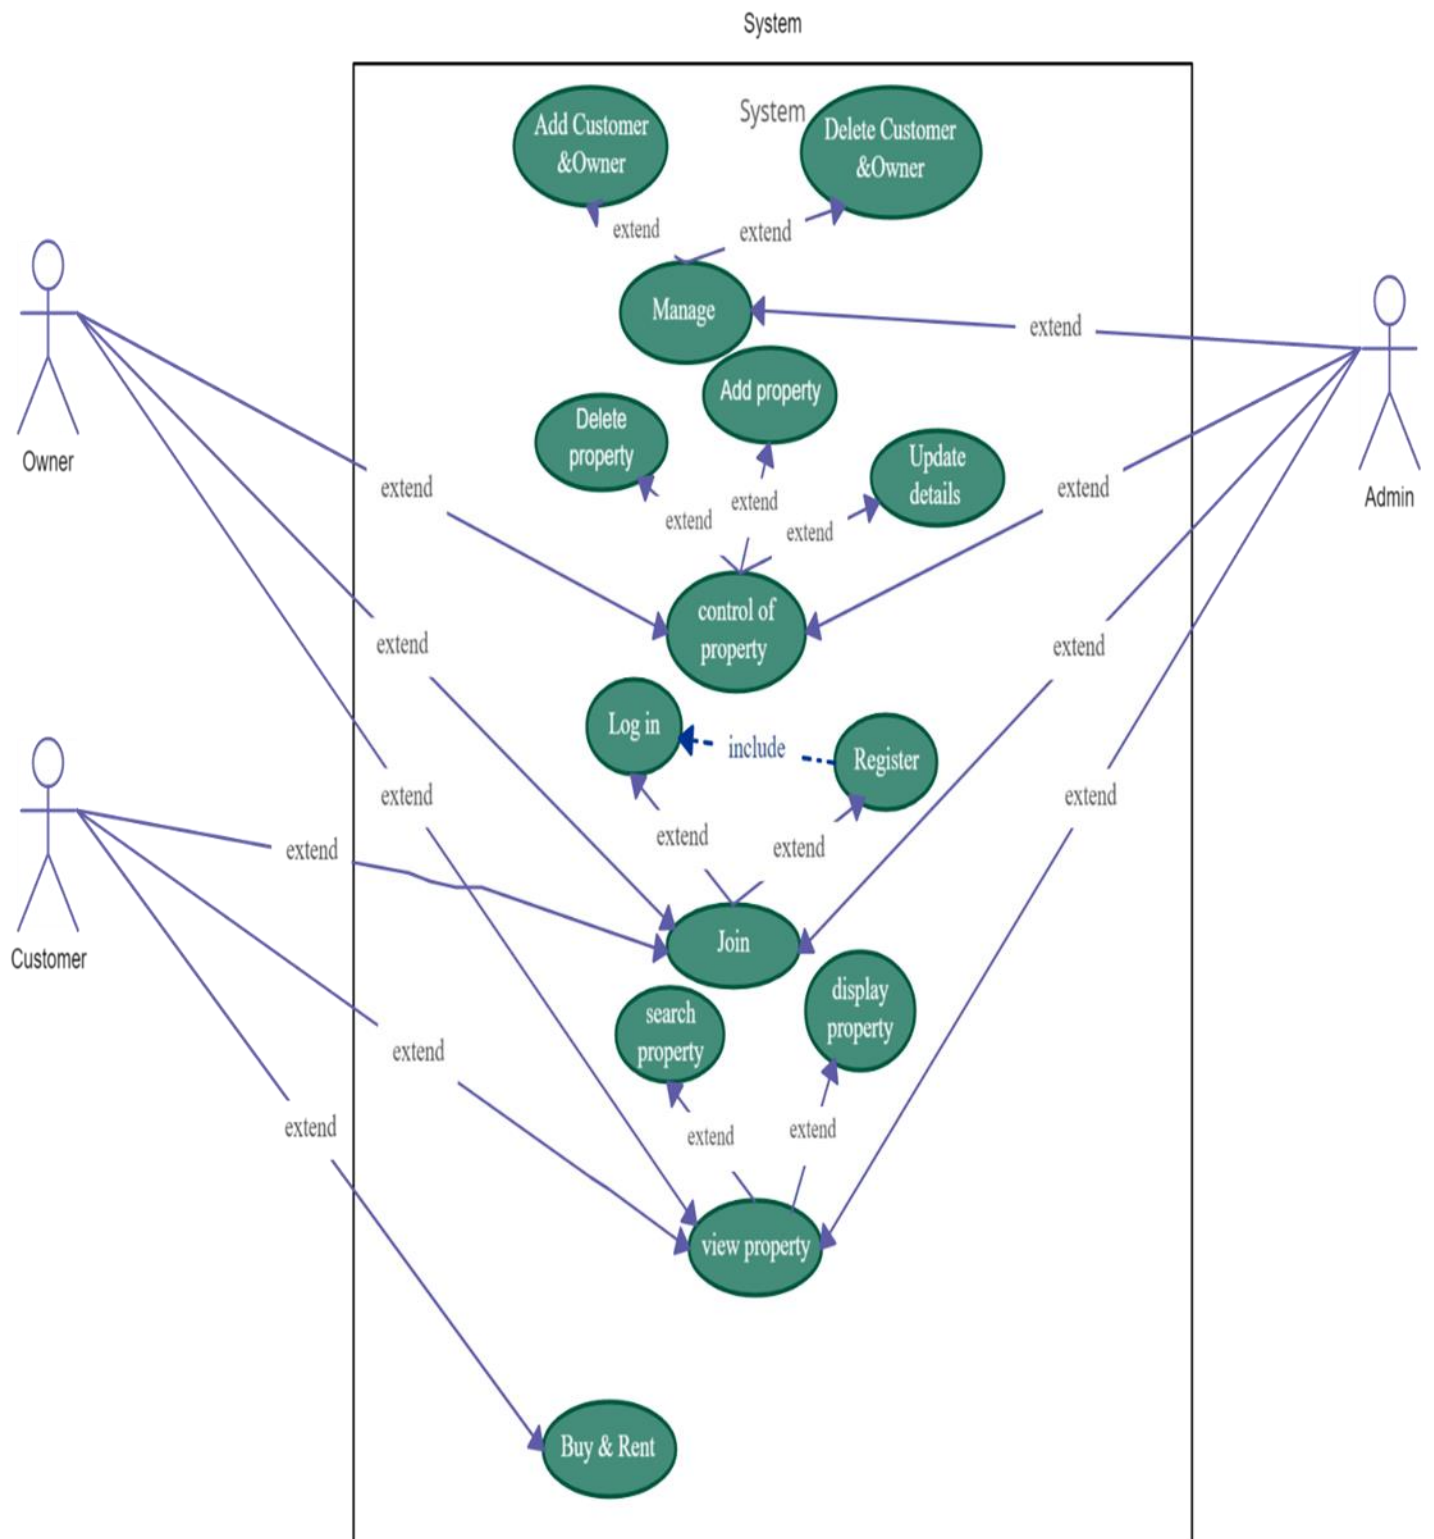 System
System
Add Customer
&Owner
Delete Customer
&Owner
extend
extend
Manage
extend
Add property
Delete
property
Update
details
Owner
Admin
extend
extend
extend
extend
extend
control of
property
extend
extend
Log in
include
Register
extend
extend
extend
extend
extend
Join
Customer
search
property
display
property
extend
extend
extend
extend
view property
Buy & Rent